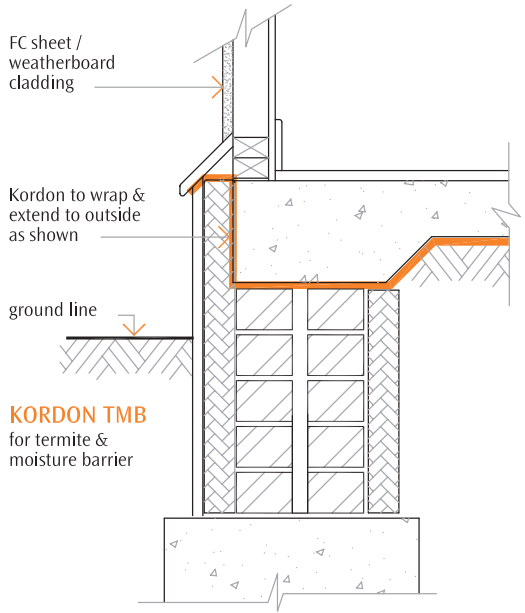 FC sheet /
weatherboard
cladding
Kordon to wrap &
extend to outside
as shown
ground line
KORDON TMB
for termite &
moisture barrier